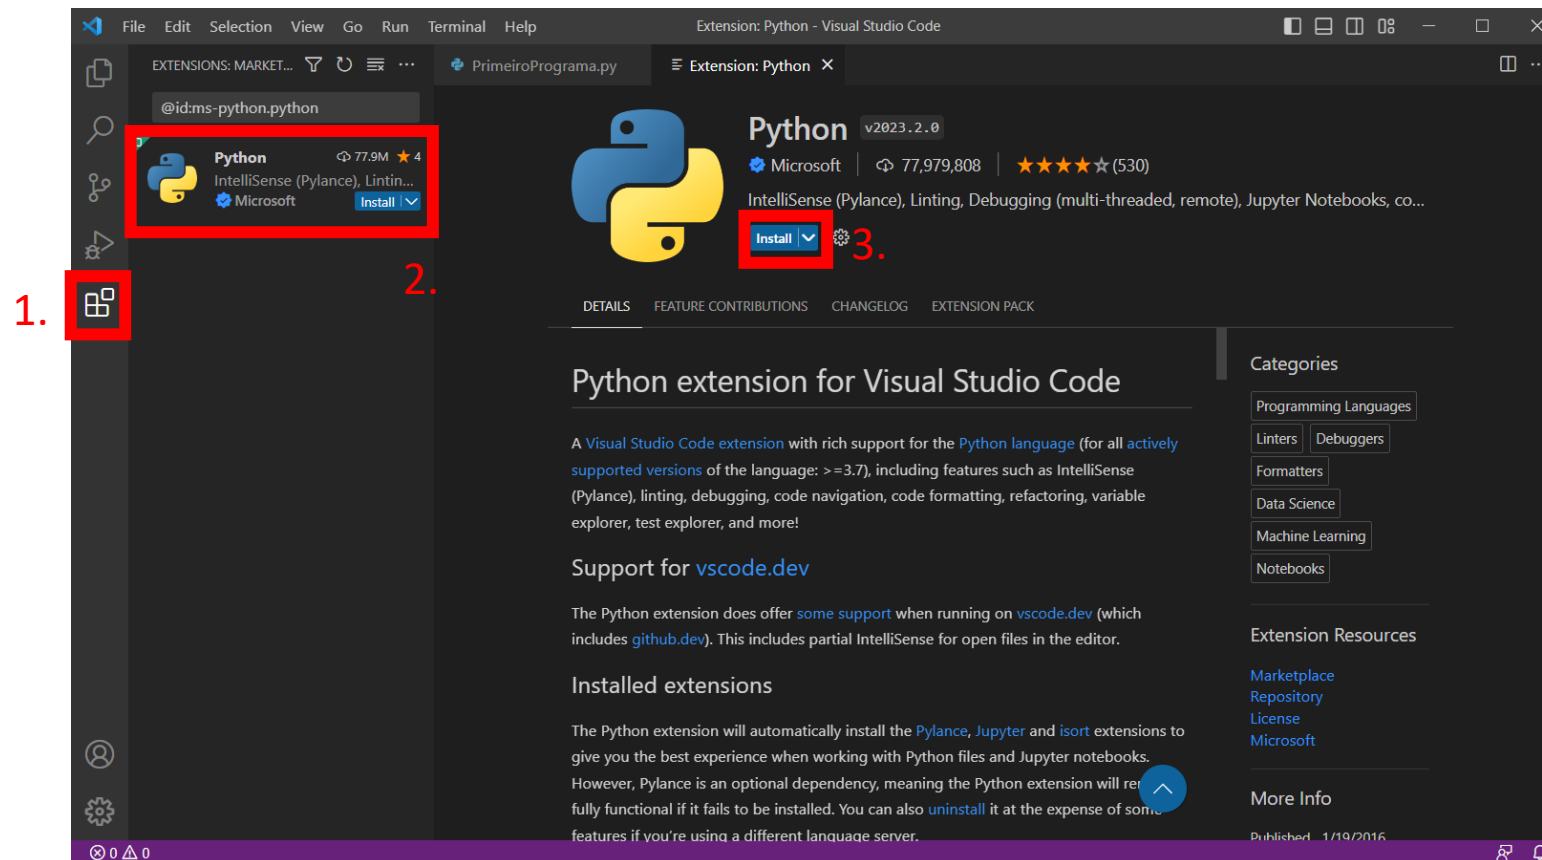 File Edit Selection View Go Run Terminal Help
Extension: Python - Visual Studio Code
EXTENSIONS: MARKET...
PrimeiroPrograma.py
Extension: Python
@id:ms-python.python
Python 77.9M 4
IntelliSense (Pylance), Lintin...
Microsoft Install
1.
2.
Python v2023.2.0
Microsoft 77,979,808 (530)
IntelliSense (Pylance), Linting, Debugging (multi-threaded, remote), Jupyter Notebooks, co...
Install
3.
DETAILS FEATURE CONTRIBUTIONS CHANGELOG EXTENSION PACK
Python extension for Visual Studio Code
A Visual Studio Code extension with rich support for the Python language (for all actively
supported versions of the language: >=3.7), including features such as IntelliSense
(Pylance), linting, debugging, code navigation, code formatting, refactoring, variable
explorer, test explorer, and more!
Support for vscode.dev
The Python extension does offer some support when running on vscode.dev (which
includes github.dev). This includes partial IntelliSense for open files in the editor.
Installed extensions
The Python extension will automatically install the Pylance, Jupyter and isort extensions to
give you the best experience when working with Python files and Jupyter notebooks.
However, Pylance is an optional dependency, meaning the Python extension will
fully functional if it fails to be installed. You can also uninstall it at the expense of some
features if you're using a different language server.
Categories
Programming Languages
Linters Debuggers
Formatters
Data Science
Machine Learning
Notebooks
Extension Resources
Marketplace
Repository
License
Microsoft
More Info
Published 1/19/2016
0 0